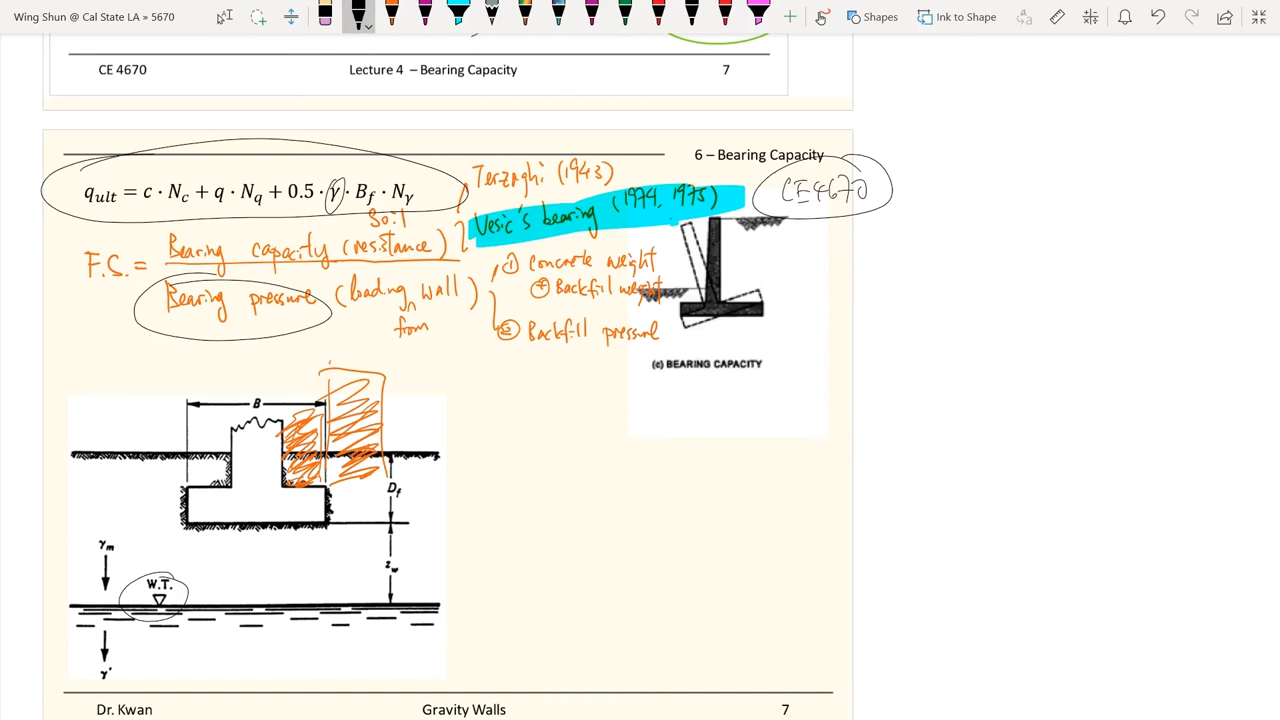 Wing Shun @ Cal State LA » 5670
Shapes
Ink to Shape
CE 4670
Lecture 4 – Bearing Capacity
7
6 – Bearing Capacity
q_ult = c · N_c + q · N_q + 0.5 · γ · B_f · N_γ
Terzaghi (1943)
Vesic's bearing (1974, 1975)
CE4670
Soil
F.S. = Bearing capacity (resistance)
Bearing pressure (loading wall)
from
① Concrete weight
⊕ Backfill weight
② Backfill pressure
(c) BEARING CAPACITY
B
D_f
γ_m
z_w
W.T.
γ'
Dr. Kwan
Gravity Walls
7